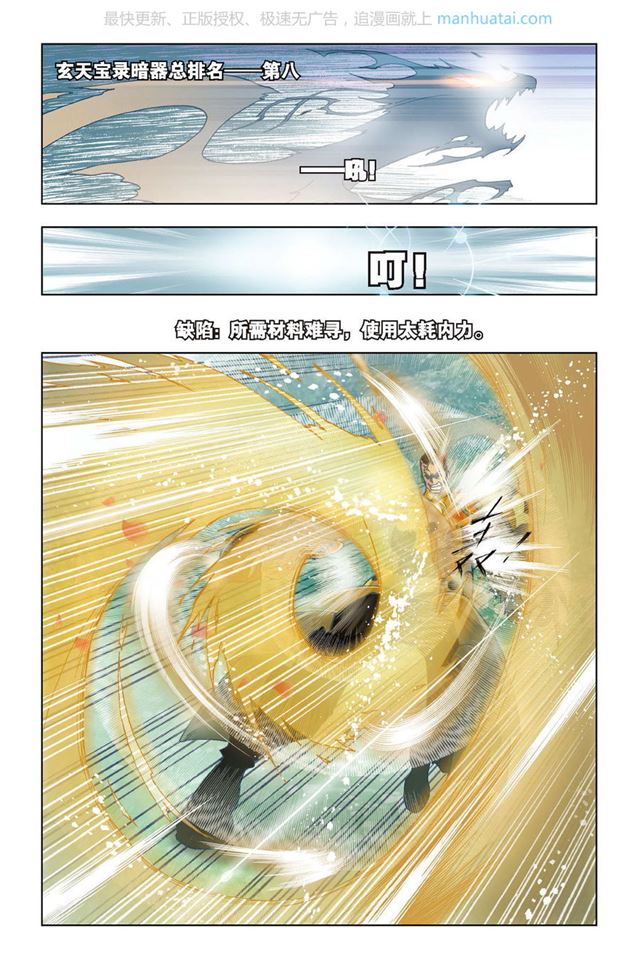 最快更新、正版授权、极速无广告，追漫画就上 manhuatai.com
玄天宝录暗器总排名——第八
——吼！
叮！
缺陷：所需材料难寻，使用太耗内力。